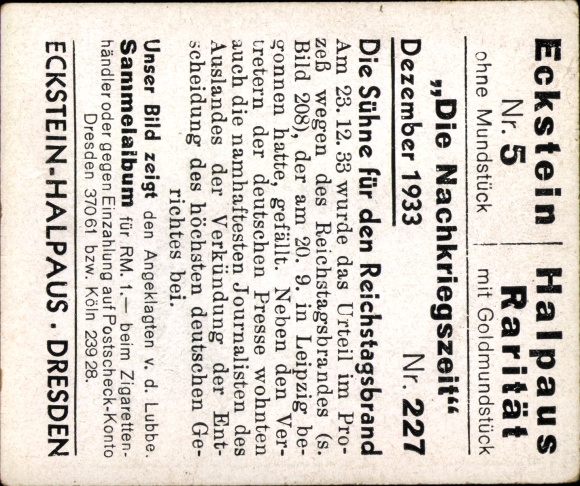 Eckstein
Nr. 5
ohne Mundstück
Halpaus
Rarität
mit Goldmundstück
„Die Nachkriegszeit“
Dezember 1933 Nr. 227
Die Sühne für den Reichstagsbrand
Am 23. 12. 33 wurde das Urteil im Pro-
zeß wegen des Reichstagsbrandes (s.
Bild 208), der am 20. 9. in Leipzig be-
gonnen hatte, gefällt. Neben den Ver-
tretern der deutschen Presse wohnten
auch die namhaftesten Journalisten des
Auslandes der Verkündung der Ent-
scheidung des höchsten deutschen Ge-
richtes bei.
Unser Bild zeigt den Angeklagten v. d. Lubbe.
Sammelalbum für RM. 1.— beim Zigaretten-
händler oder gegen Einzahlung auf Postscheck-Konto
Dresden 37061 bzw. Köln 23928.
ECKSTEIN-HALPAUS · DRESDEN